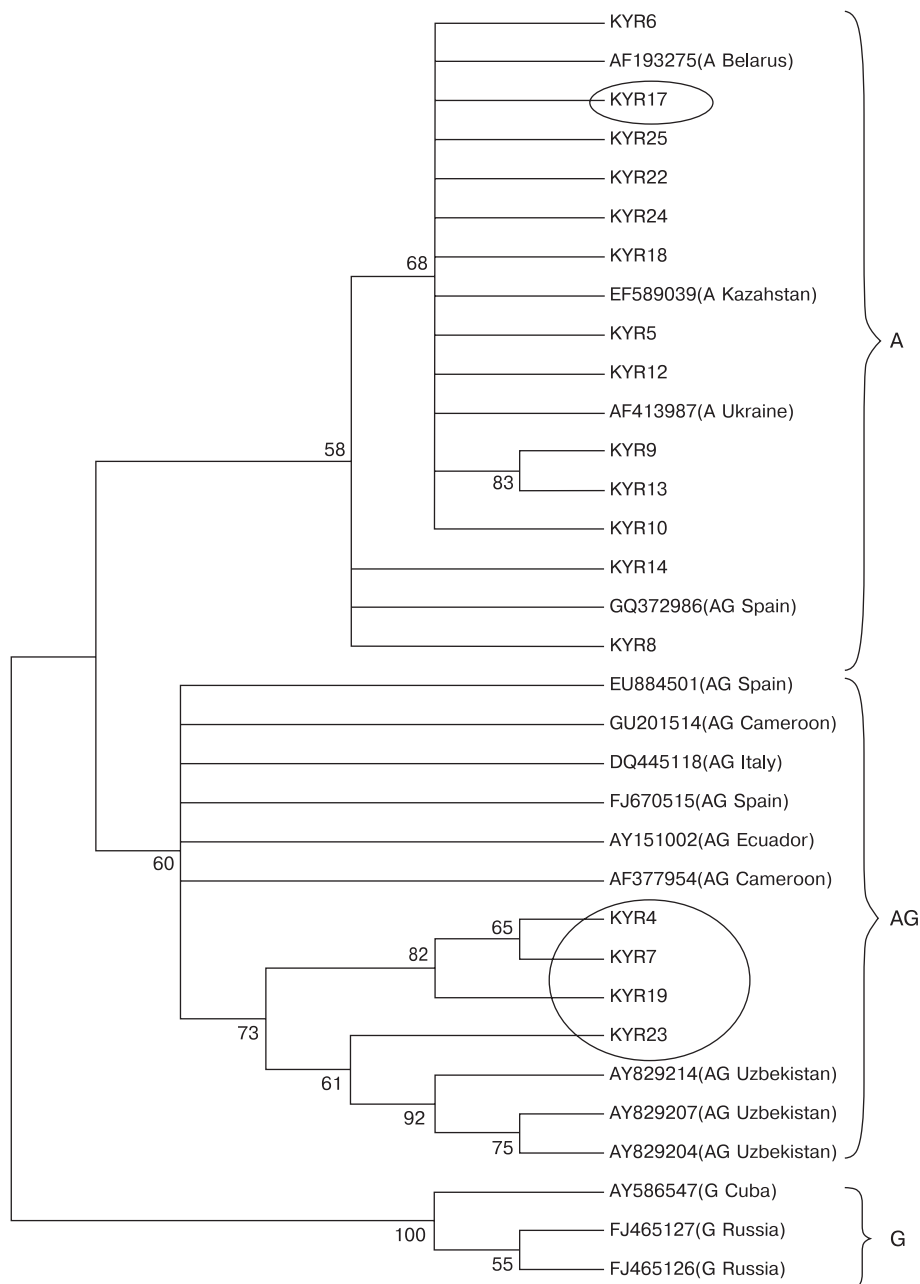 KYR6
AF193275(A Belarus)
KYR17
KYR25
KYR22
KYR24
KYR18
68
EF589039(A Kazahstan)
KYR5
A
KYR12
AF413987(A Ukraine)
58
KYR9
83
KYR13
KYR10
KYR14
GQ372986(AG Spain)
KYR8
EU884501(AG Spain)
GU201514(AG Cameroon)
DQ445118(AG Italy)
FJ670515(AG Spain)
AY151002(AG Ecuador)
60
AF377954(AG Cameroon)
KYR4
AG
65
82
KYR7
KYR19
73
KYR23
61
AY829214(AG Uzbekistan)
92
AY829207(AG Uzbekistan)
75
AY829204(AG Uzbekistan)
AY586547(G Cuba)
100
FJ465127(G Russia)
G
55
FJ465126(G Russia)